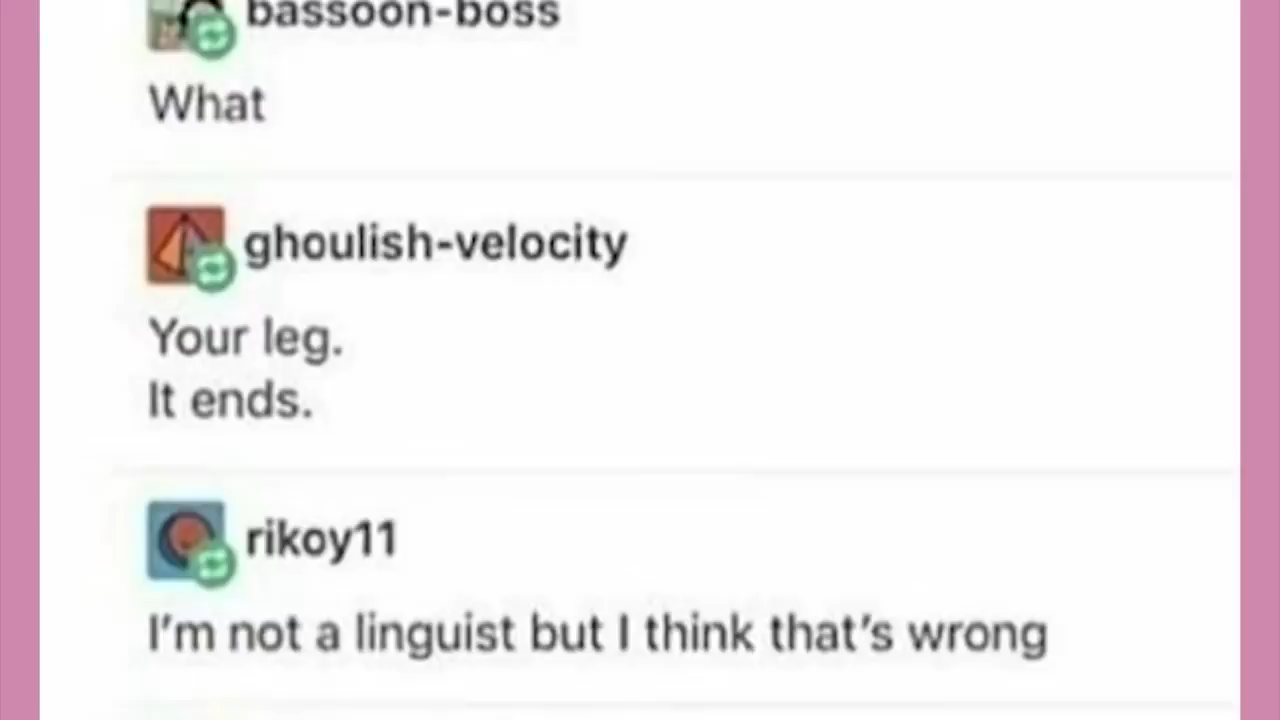 bassoon-boss
What
ghoulish-velocity
Your leg.
It ends.
rikoy11
I'm not a linguist but I think that's wrong